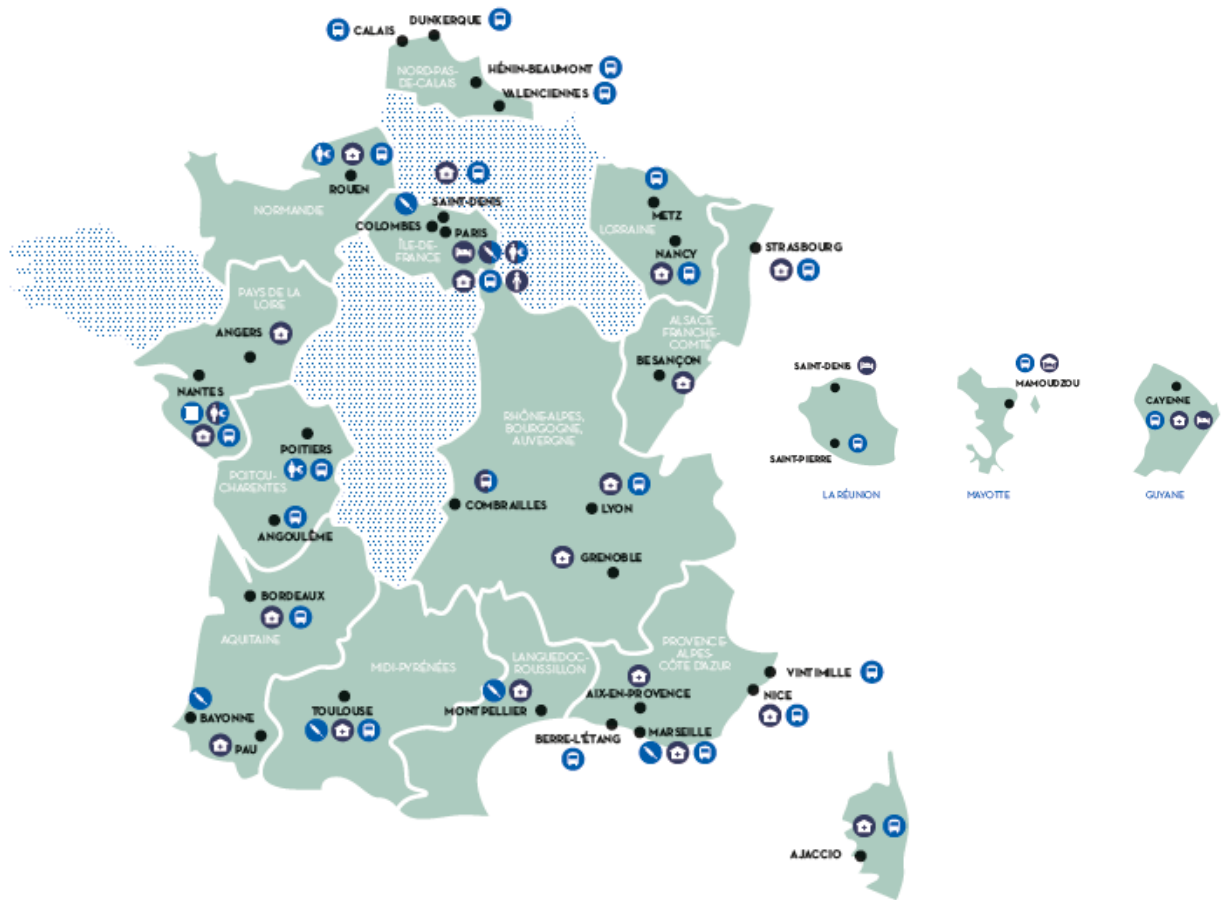 DUNKERQUE
CALAIS
NORD-PAS-
DE-CALAIS
HÉNIN-BEAUMONT
VALENCIENNES
ROUEN
NORMANDIE
SAINT-DENIS
COLOMBES
PARIS
ÎLE-DE-
FRANCE
METZ
LORRAINE
NANCY
STRASBOURG
PAYS DE LA
LOIRE
ANGERS
ALSACE
FRANCHE-
COMTÉ
BESANÇON
NANTES
POITIERS
POITOU-
CHARENTES
ANGOULÊME
RHÔNE-ALPES,
BOURGOGNE,
AUVERGNE
COMBRAILLES
LYON
GRENOBLE
SAINT-DENIS
SAINT-PIERRE
LA RÉUNION
MAMOUDZOU
MAYOTTE
CAYENNE
GUYANE
BORDEAUX
AQUITAINE
MIDI-PYRÉNÉES
LANGUEDOC-
ROUSSILLON
PROVENCE-
ALPES-
CÔTE D'AZUR
BAYONNE
PAU
TOULOUSE
MONTPELLIER
AIX-EN-PROVENCE
BERRE-L'ÉTANG
MARSEILLE
VINTIMILLE
NICE
AJACCIO